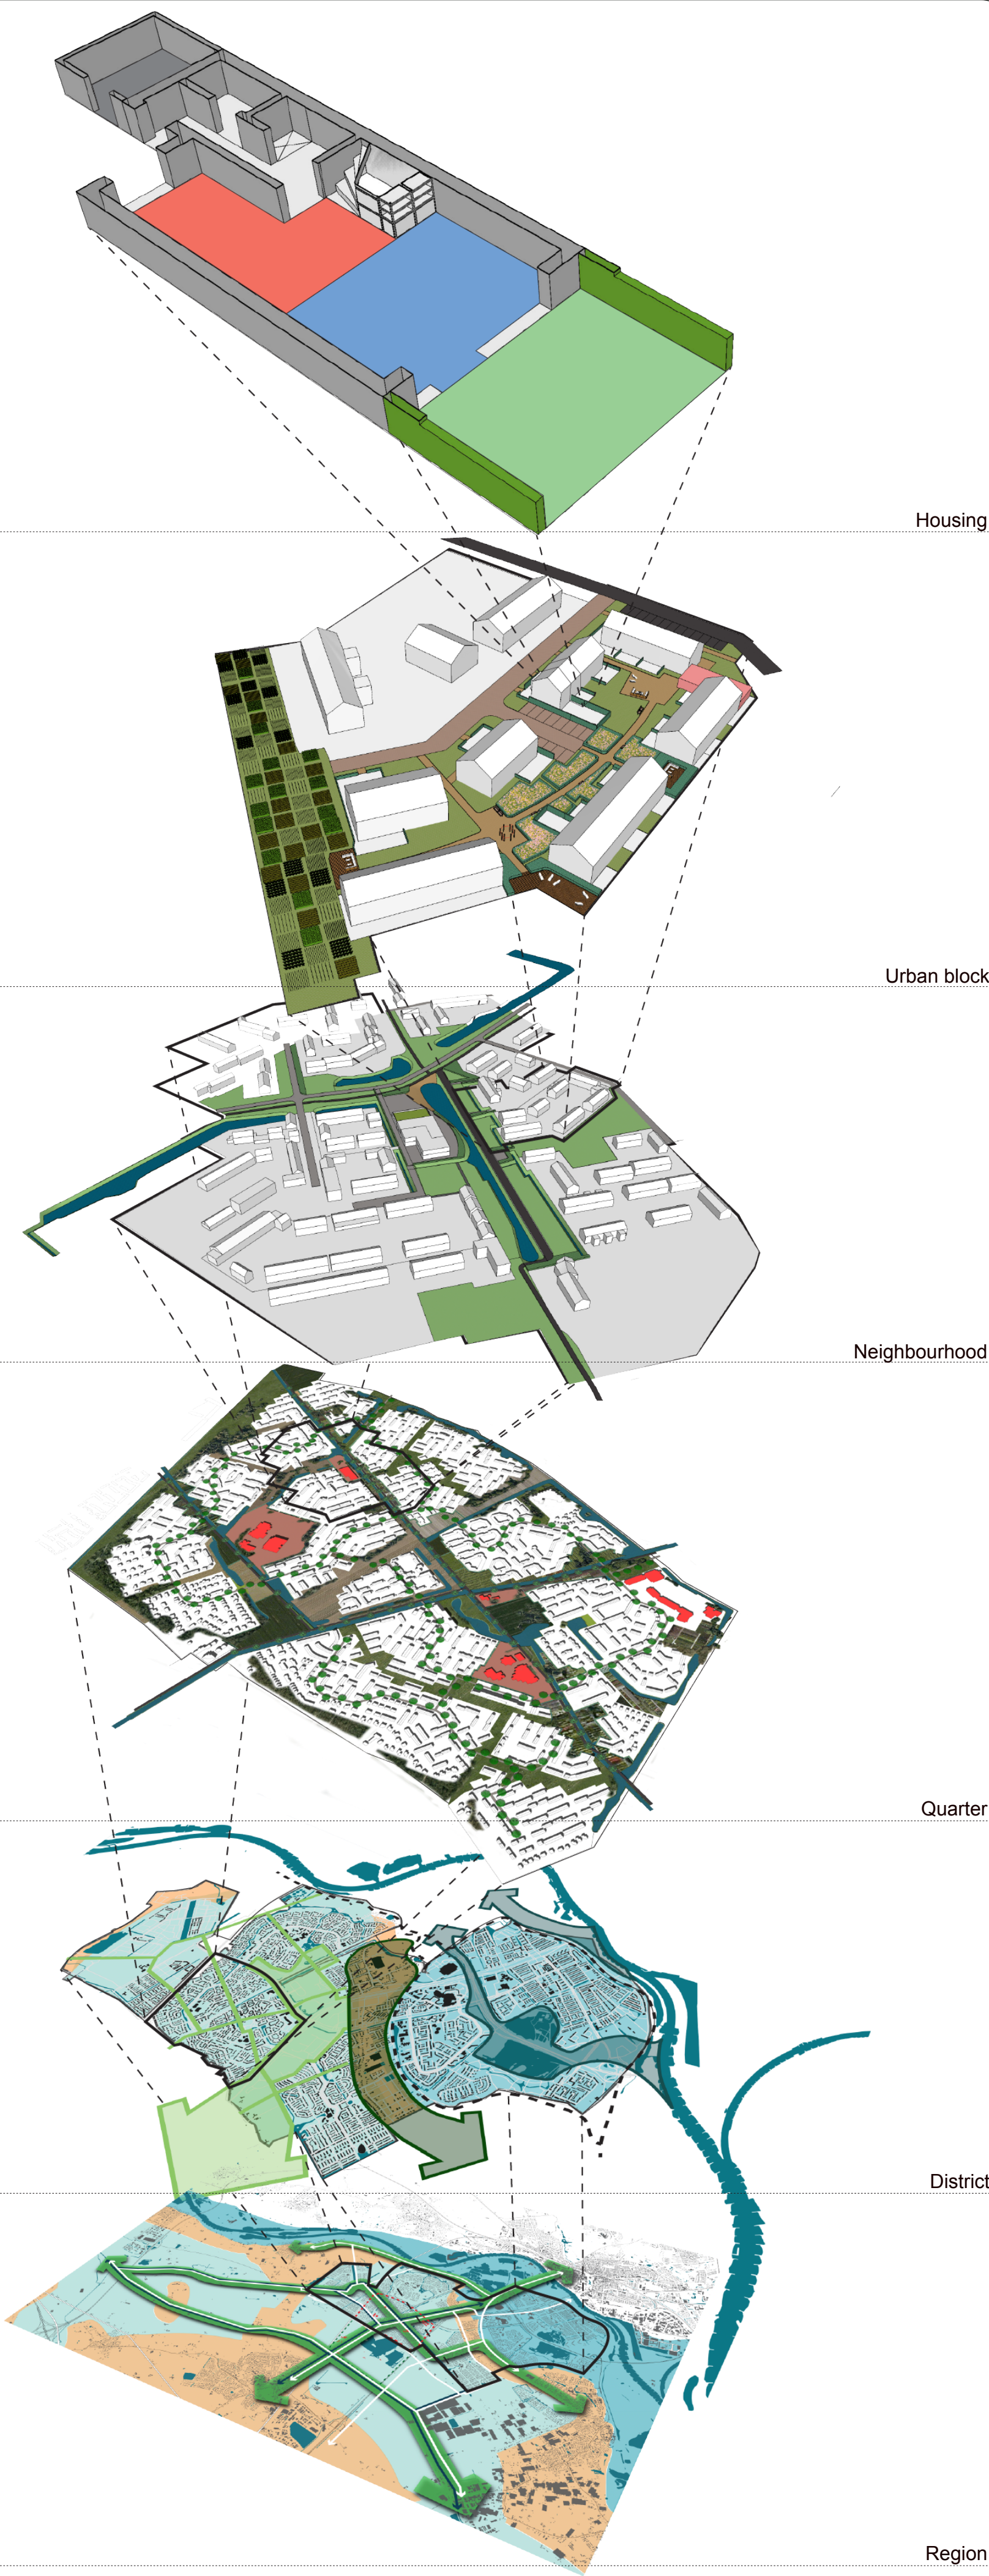 Housing
Urban block
Neighbourhood
Quarter
District
Region